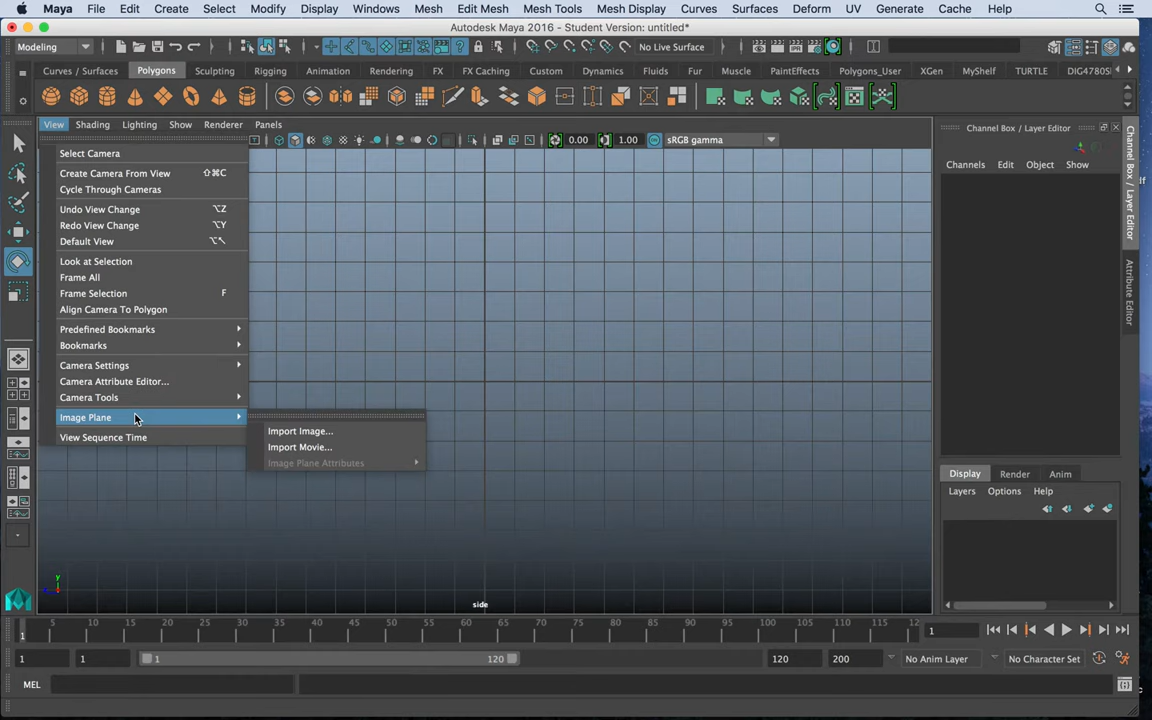 Maya File Edit Create Select Modify Display Windows Mesh Edit Mesh Mesh Tools Mesh Display Curves Surfaces Deform UV Generate Cache Help
Autodesk Maya 2016 - Student Version: untitled*
Modeling No Live Surface
Curves / Surfaces Polygons Sculpting Rigging Animation Rendering FX FX Caching Custom Dynamics Fluids Fur Muscle PaintEffects Polygons_User XGen MyShelf TURTLE DIG4780S
View Shading Lighting Show Renderer Panels
0.00 1.00 sRGB gamma
Select Camera
Create Camera From View ⇧⌘C
Cycle Through Cameras
Undo View Change ⌥Z
Redo View Change ⌥Y
Default View ⌥↖
Look at Selection
Frame All
Frame Selection F
Align Camera To Polygon
Predefined Bookmarks
Bookmarks
Camera Settings
Camera Attribute Editor...
Camera Tools
Image Plane
View Sequence Time
Import Image...
Import Movie...
Image Plane Attributes
y
side
Channel Box / Layer Editor
Channels Edit Object Show
Channel Box / Layer Editor
Attribute Editor
Display Render Anim
Layers Options Help
5 10 15 20 25 30 35 40 45 50 55 60 65 70 75 80 85 90 95 100 105 110 115 12
1 1
1 1 1 120 120 200 No Anim Layer No Character Set
MEL